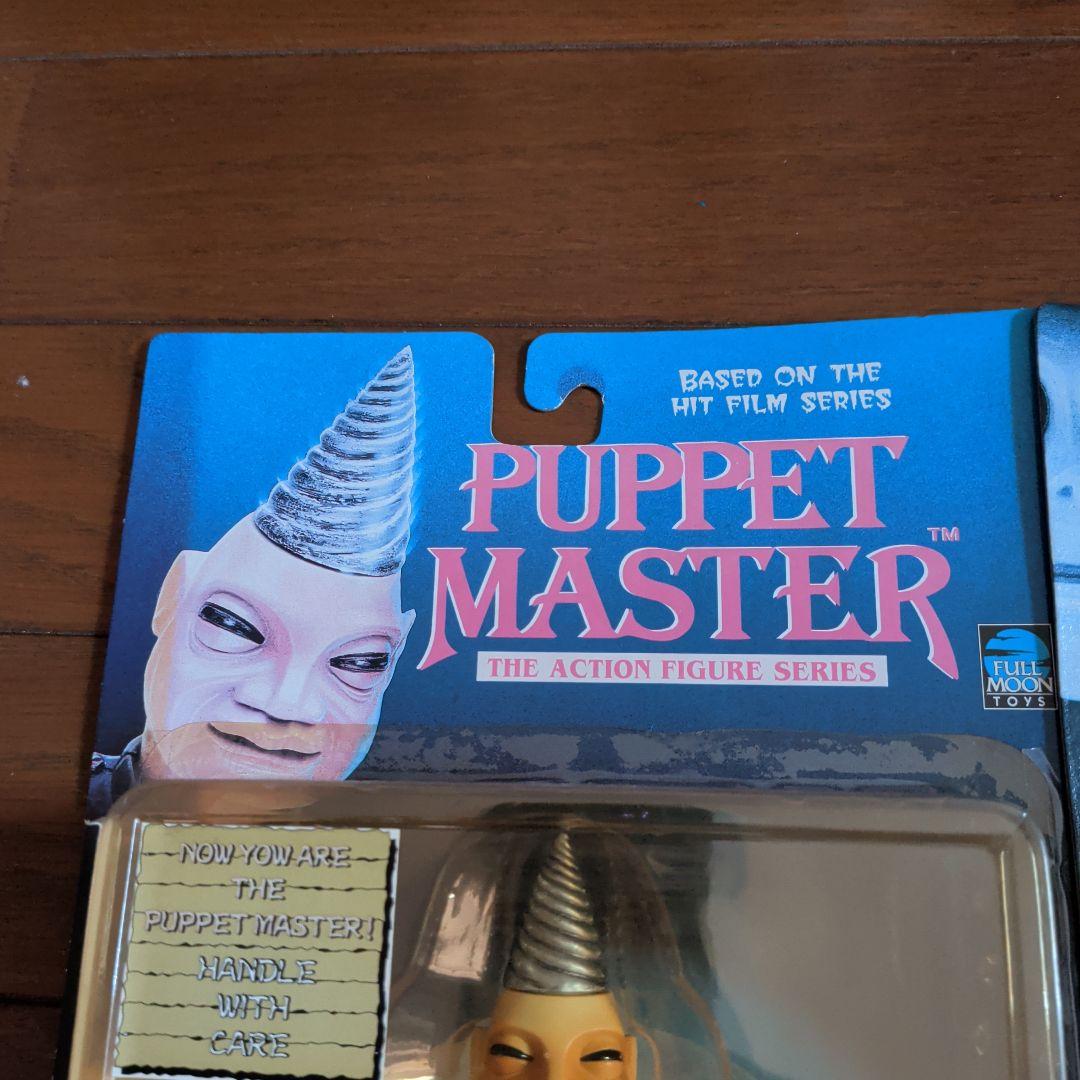 BASED ON THE
HIT FILM SERIES
PUPPET
MASTER™
THE ACTION FIGURE SERIES
FULL
MOON
TOYS
NOW YOW ARE
THE
PUPPET MASTER!
HANDLE
WITH
CARE